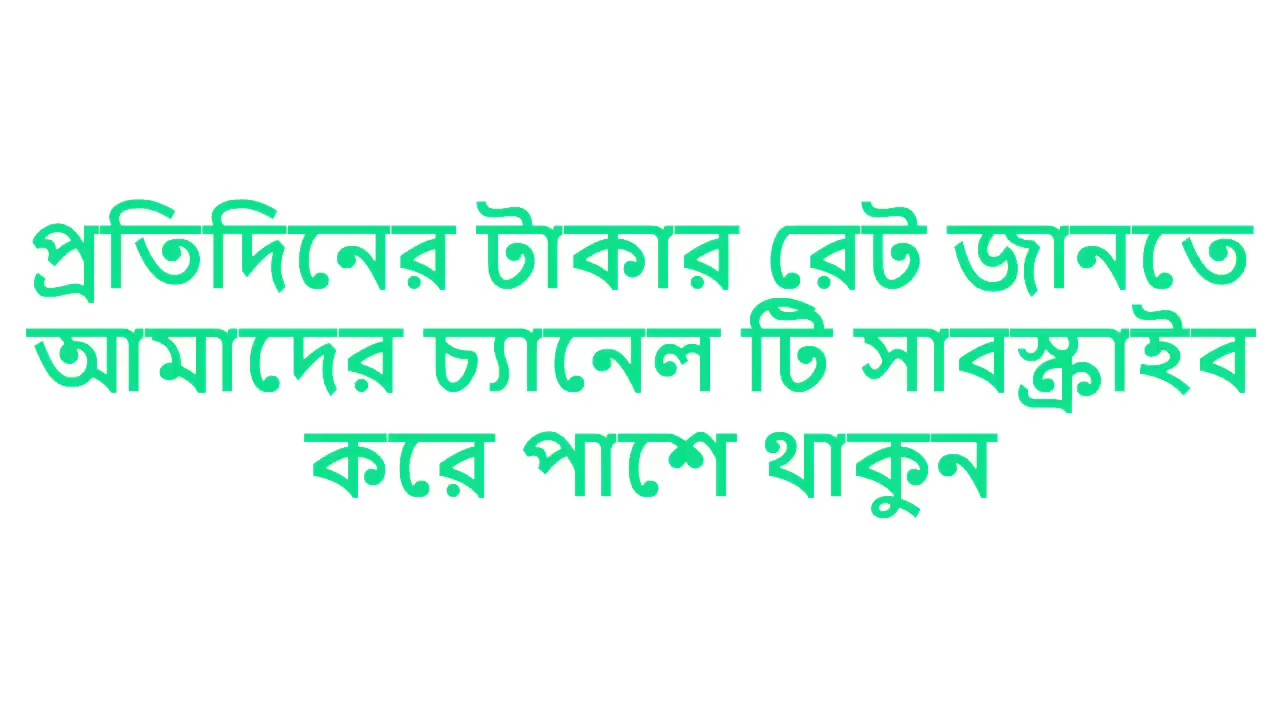 প্রতিদিনের টাকার রেট জানতে
আমাদের চ্যানেল টি সাবস্ক্রাইব
করে পাশে থাকুন